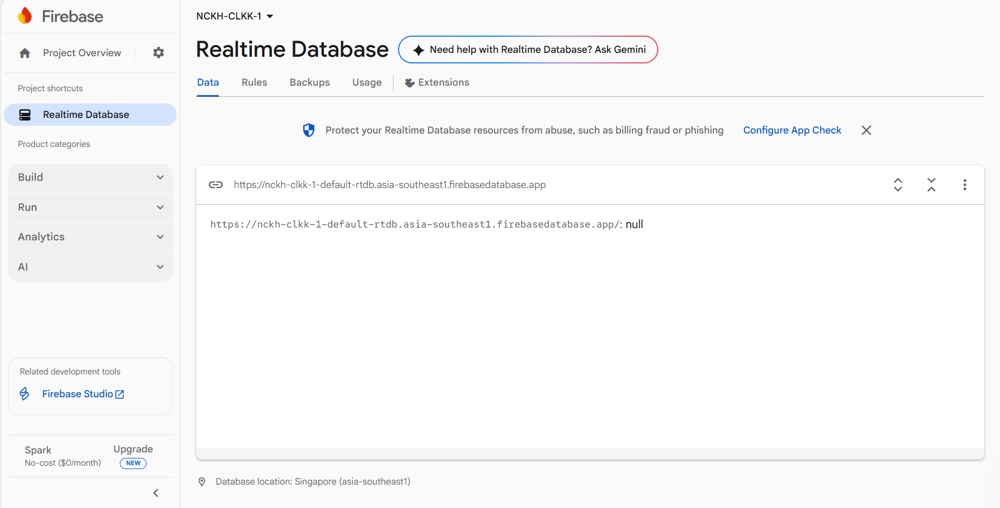 Firebase
Project Overview
Project shortcuts
Realtime Database
Product categories
Build
Run
Analytics
AI
Related development tools
Firebase Studio
Spark
No-cost ($0/month)
Upgrade
NEW
NCKH-CLKK-1
Realtime Database
Need help with Realtime Database? Ask Gemini
Data Rules Backups Usage Extensions
Protect your Realtime Database resources from abuse, such as billing fraud or phishing Configure App Check
https://nckh-clkk-1-default-rtdb.asia-southeast1.firebasedatabase.app
https://nckh-clkk-1-default-rtdb.asia-southeast1.firebasedatabase.app/: null
Database location: Singapore (asia-southeast1)